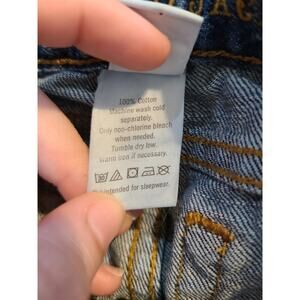 100% Cotton
Machine wash cold
separately.
Only non-chlorine bleach
when needed.
Tumble dry low.
Warm iron if necessary.
intended for sleepwear.